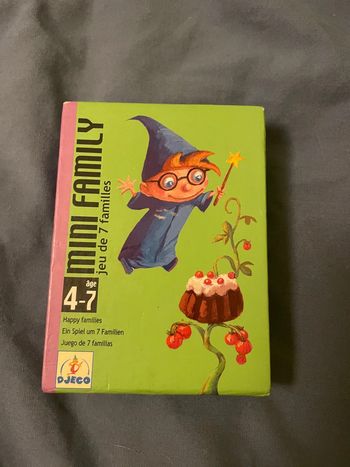 MINI FAMILY
jeu de 7 familles
âge
4-7
Happy families
Ein Spiel um 7 Familien
Juego de 7 familias
DJECO